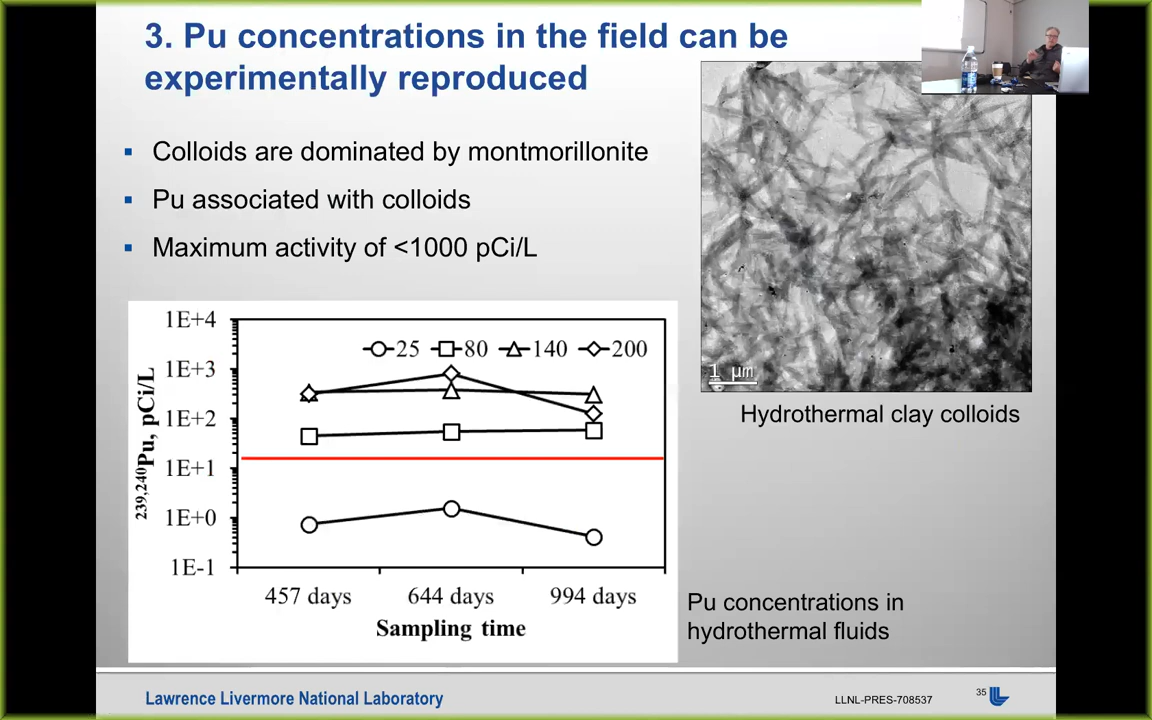 3. Pu concentrations in the field can be
experimentally reproduced
▪ Colloids are dominated by montmorillonite
▪ Pu associated with colloids
▪ Maximum activity of <1000 pCi/L
1 µm
Hydrothermal clay colloids
239,240Pu, pCi/L
1E+4
1E+3
1E+2
1E+1
1E+0
1E-1
25 80 140 200
457 days 644 days 994 days
Sampling time
Pu concentrations in
hydrothermal fluids
Lawrence Livermore National Laboratory
LLNL-PRES-708537
35